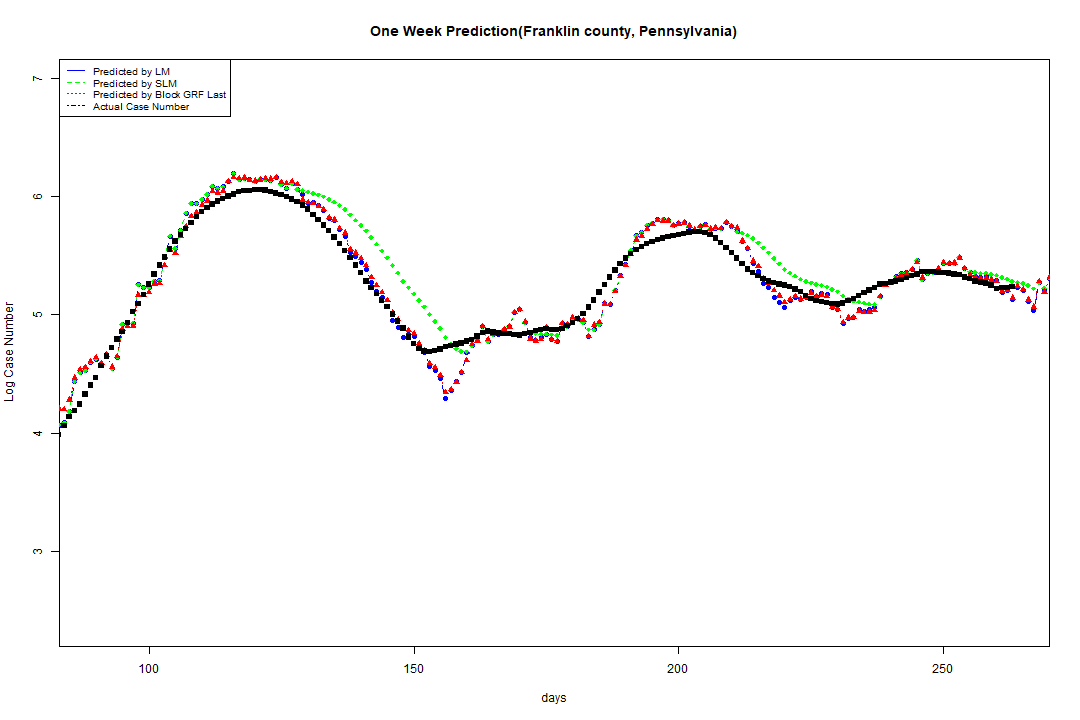 One Week Prediction(Franklin county, Pennsylvania)
Predicted by LM
Predicted by SLM
Predicted by Block GRF Last
Actual Case Number
7
6
5
4
3
Log Case Number
100 150 200 250
days